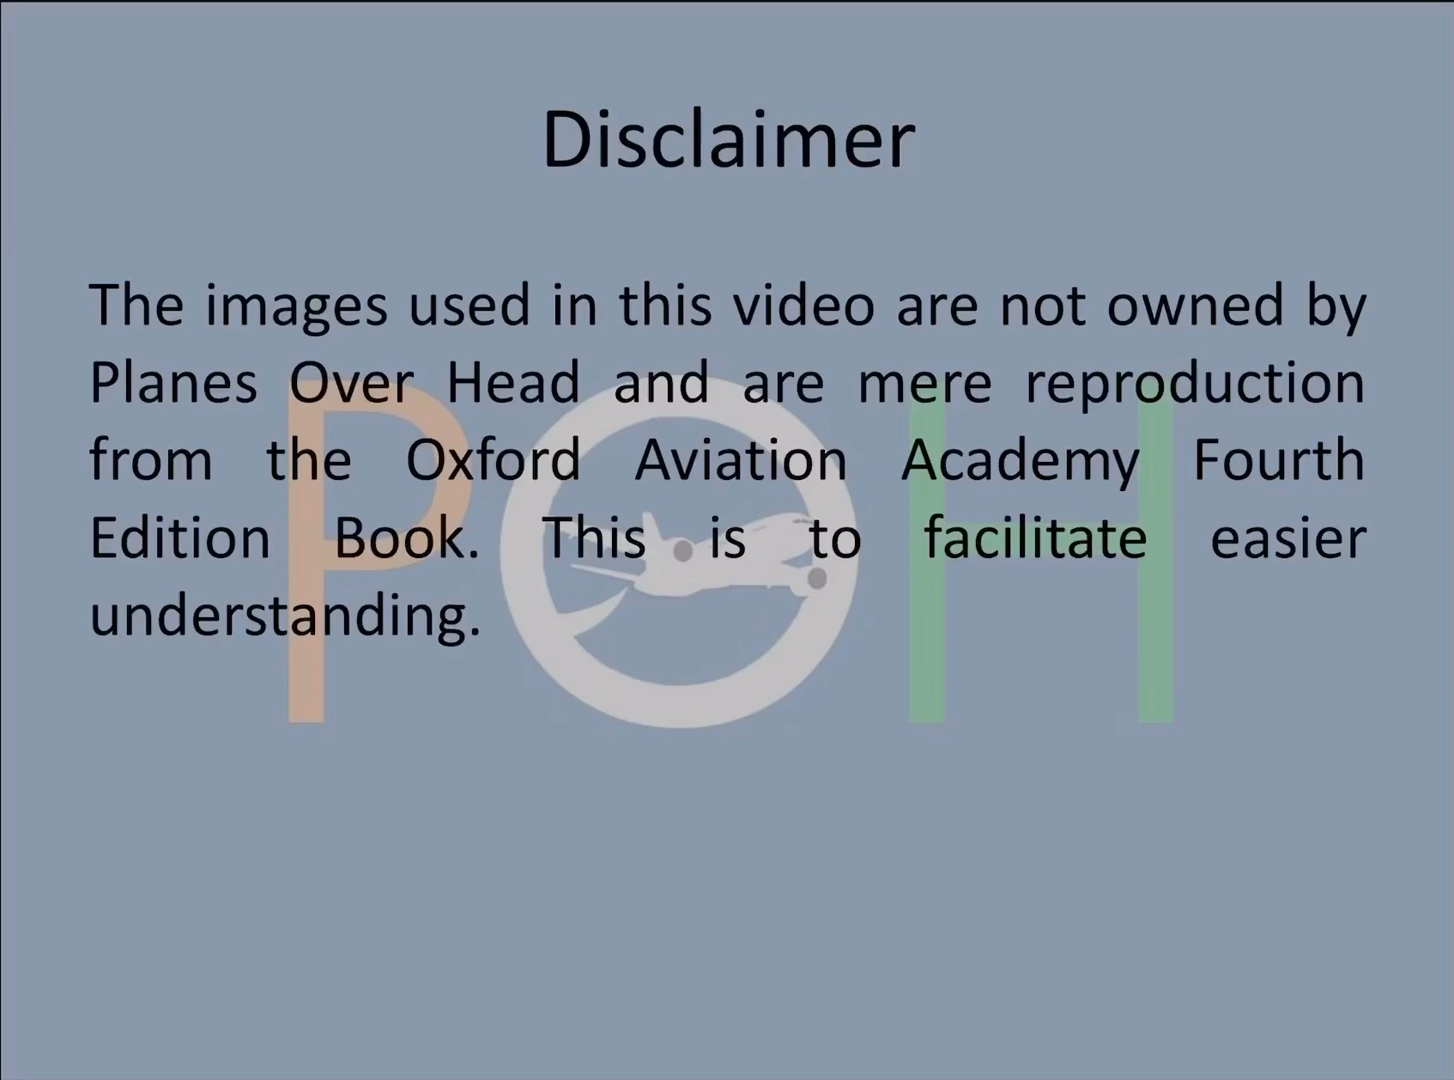 Disclaimer
The images used in this video are not owned by
Planes Over Head and are mere reproduction
from the Oxford Aviation Academy Fourth
Edition Book. This is to facilitate easier
understanding.
POH